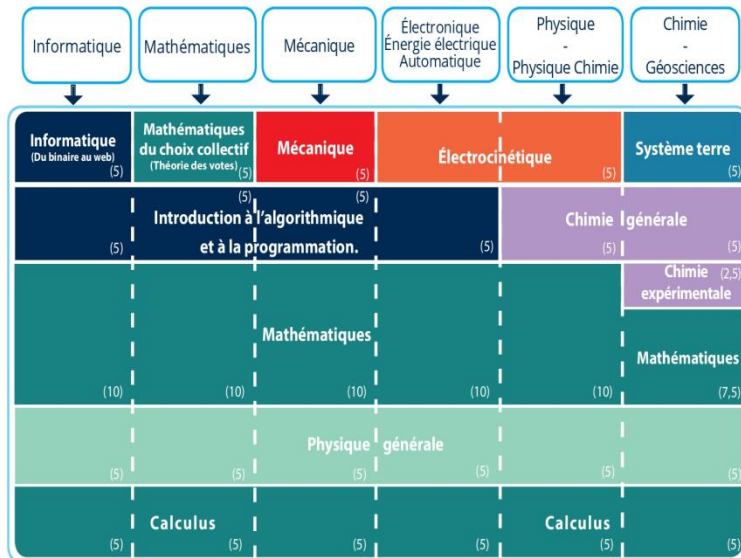 Informatique
Mathématiques
Mécanique
Électronique
Énergie électrique
Automatique
Physique
-
Physique Chimie
Chimie
-
Géosciences
Informatique
(Du binaire au web)
(5)
Mathématiques
du choix collectif
(Théorie des votes)
(5)
Mécanique
(5)
Électrocinétique
(5)
Système terre
(5)
Introduction à l'algorithmique
et à la programmation.
(5)
(5)
(5)
(5)
Chimie générale
(5)
(5)
Chimie (2,5)
expérimentale
Mathématiques
(10)
(10)
(10)
(10)
(10)
Mathématiques
(7,5)
Physique générale
(5)
(5)
(5)
(5)
(5)
(5)
Calculus
Calculus
(5)
(5)
(5)
(5)
(5)
(5)